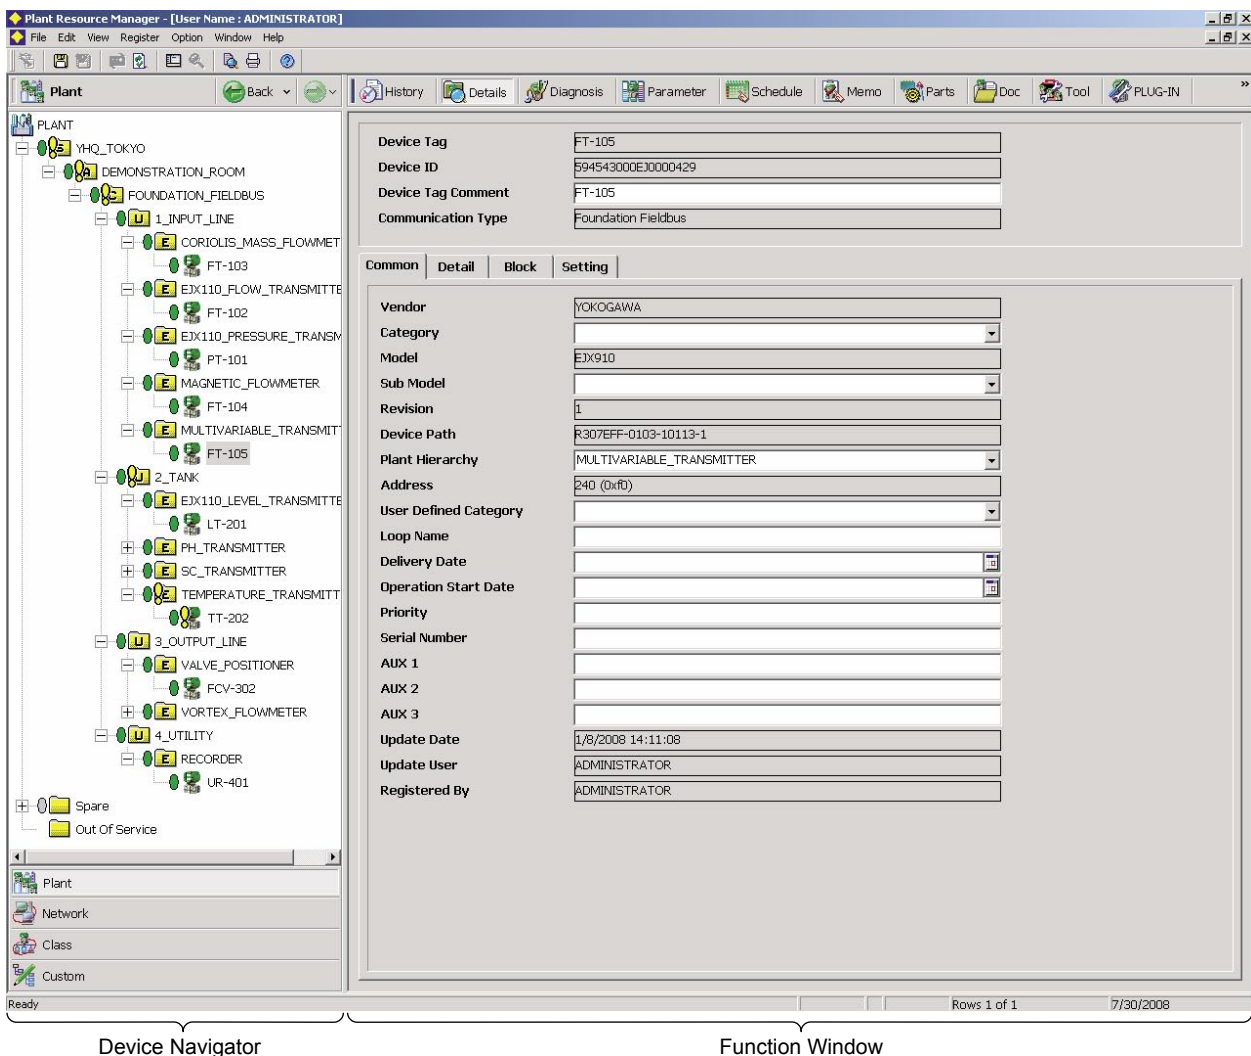 Plant Resource Manager - [User Name : ADMINISTRATOR]
File Edit View Register Option Window Help
Plant Back
History Details Diagnosis Parameter Schedule Memo Parts Doc Tool PLUG-IN »
PLANT
S YHQ_TOKYO
A DEMONSTRATION_ROOM
C FOUNDATION_FIELDBUS
U 1_INPUT_LINE
E CORIOLIS_MASS_FLOWMET
FT-103
E EJX110_FLOW_TRANSMITTE
FT-102
E EJX110_PRESSURE_TRANSM
PT-101
E MAGNETIC_FLOWMETER
FT-104
E MULTIVARIABLE_TRANSMIT
FT-105
U 2_TANK
E EJX110_LEVEL_TRANSMITTE
LT-201
E PH_TRANSMITTER
E SC_TRANSMITTER
E TEMPERATURE_TRANSMITT
TT-202
U 3_OUTPUT_LINE
E VALVE_POSITIONER
FCV-302
E VORTEX_FLOWMETER
U 4_UTILITY
E RECORDER
UR-401
Spare
Out Of Service
Plant
Network
Class
Custom
Device Tag FT-105
Device ID 594543000EJ0000429
Device Tag Comment FT-105
Communication Type Foundation Fieldbus
Common Detail Block Setting
Vendor YOKOGAWA
Category
Model EJX910
Sub Model
Revision 1
Device Path R307EFF-0103-10113-1
Plant Hierarchy MULTIVARIABLE_TRANSMITTER
Address 240 (0xf0)
User Defined Category
Loop Name
Delivery Date
Operation Start Date
Priority
Serial Number
AUX 1
AUX 2
AUX 3
Update Date 1/8/2008 14:11:08
Update User ADMINISTRATOR
Registered By ADMINISTRATOR
Ready Rows 1 of 1 7/30/2008
Device Navigator Function Window